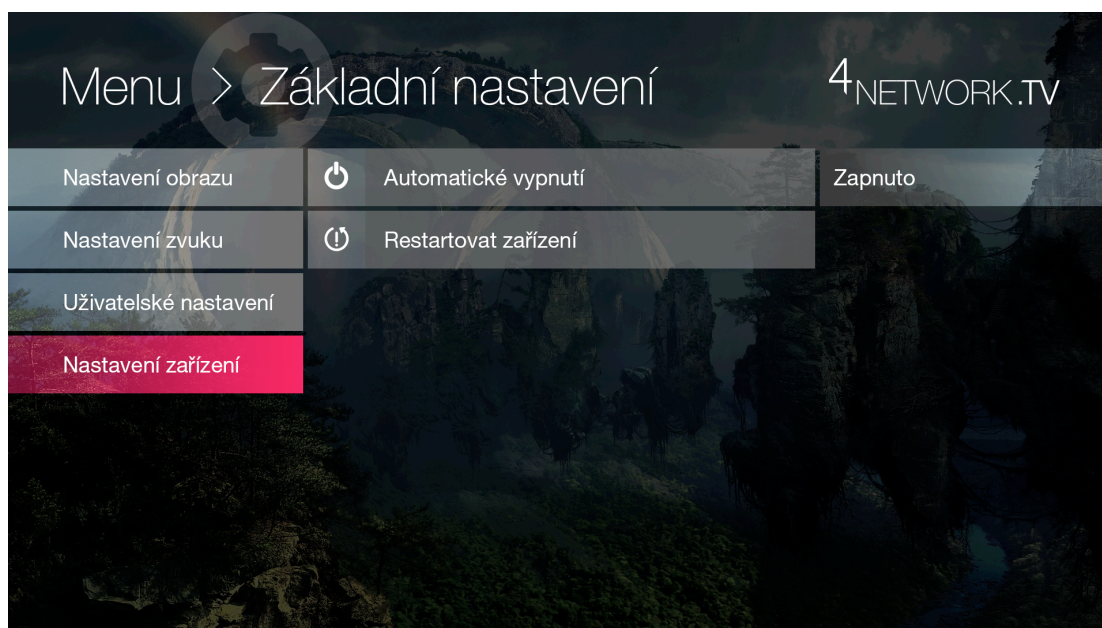 Menu > Základní nastavení
4NETWORK.TV
Nastavení obrazu
Automatické vypnutí
Zapnuto
Nastavení zvuku
Restartovat zařízení
Uživatelské nastavení
Nastavení zařízení